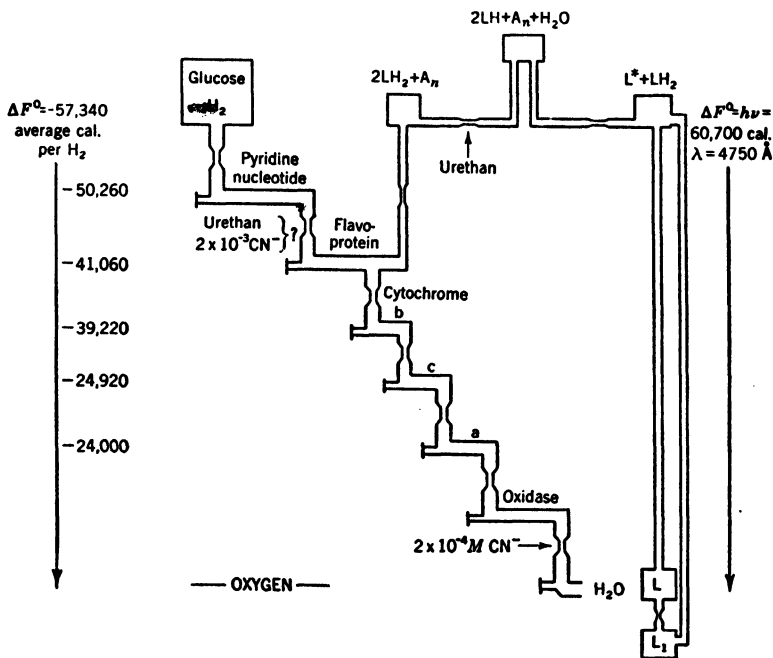 2LH+Aₙ+H₂O
Glucose
H₂
2LH₂+Aₙ
L*+LH₂
ΔF⁰=-57,340
average cal.
per H₂
ΔF⁰=hν=
60,700 cal.
λ=4750 Å
Urethan
Pyridine
nucleotide
-50,260
Urethan
2 x 10⁻³CN⁻
}?
Flavo-
protein
-41,060
Cytochrome
b
-39,220
c
-24,920
a
-24,000
Oxidase
2 x 10⁻⁴M CN⁻
OXYGEN
H₂O
L
L₁